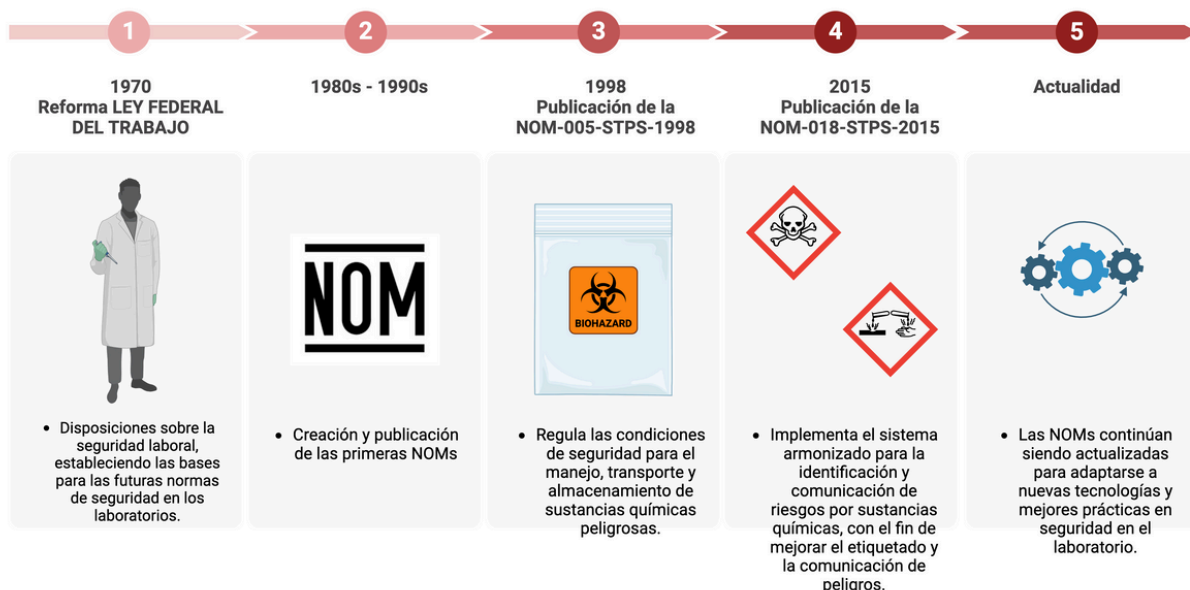 1
2
3
4
5
1970
Reforma LEY FEDERAL
DEL TRABAJO
1980s - 1990s
1998
Publicación de la
NOM-005-STPS-1998
2015
Publicación de la
NOM-018-STPS-2015
Actualidad
NOM
BIOHAZARD
• Disposiciones sobre la
seguridad laboral,
estableciendo las bases
para las futuras normas
de seguridad en los
laboratorios.
• Creación y publicación
de las primeras NOMs
• Regula las condiciones
de seguridad para el
manejo, transporte y
almacenamiento de
sustancias químicas
peligrosas.
• Implementa el sistema
armonizado para la
identificación y
comunicación de
riesgos por sustancias
químicas, con el fin de
mejorar el etiquetado y
la comunicación de
peligros.
• Las NOMs continúan
siendo actualizadas
para adaptarse a
nuevas tecnologías y
mejores prácticas en
seguridad en el
laboratorio.